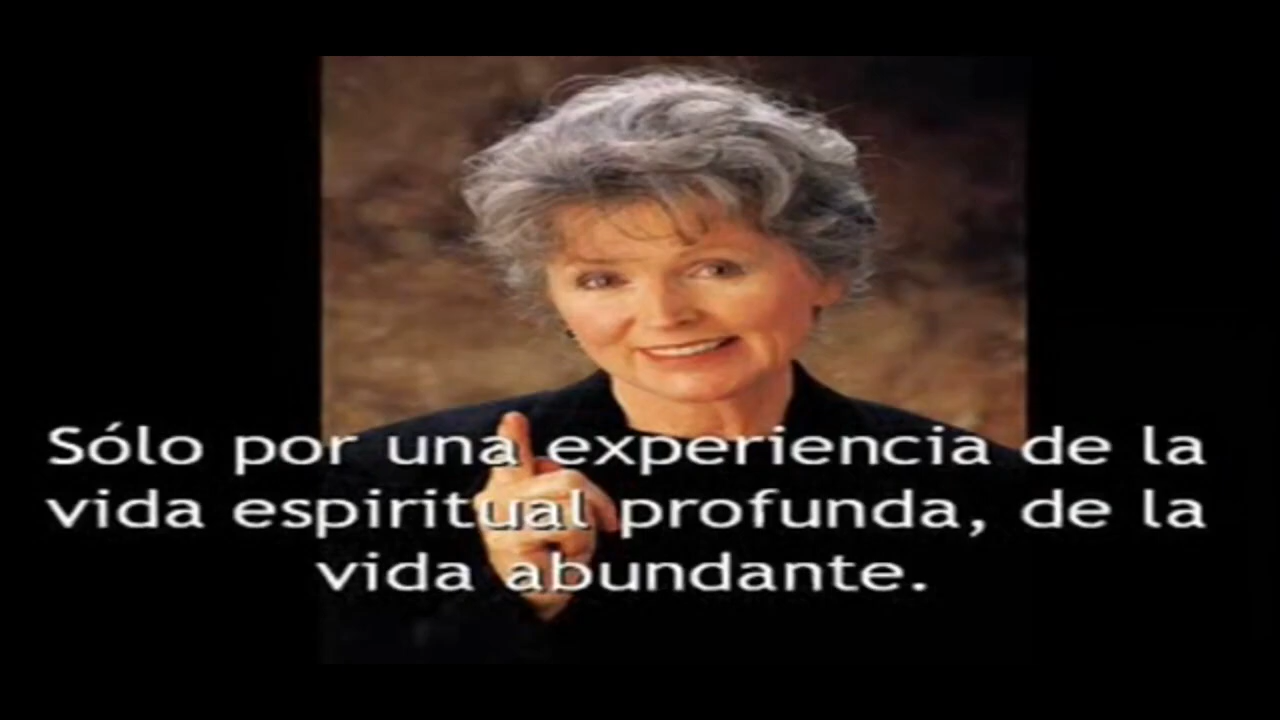 Sólo por una experiencia de la
vida espiritual profunda, de la
vida abundante.